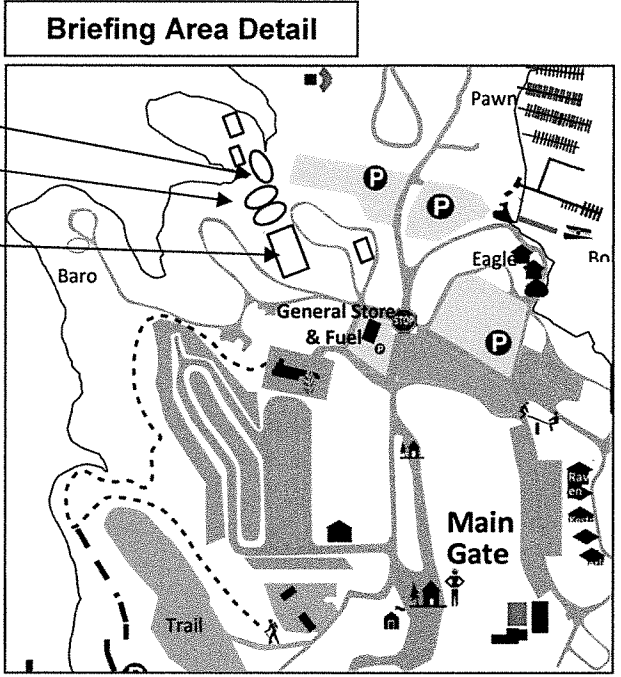 Briefing Area Detail
Pawn
P
P
Baro
Eagle
Bo
General Store
& Fuel
STOP
P
P
Rav
en
Main
Gate
Trail